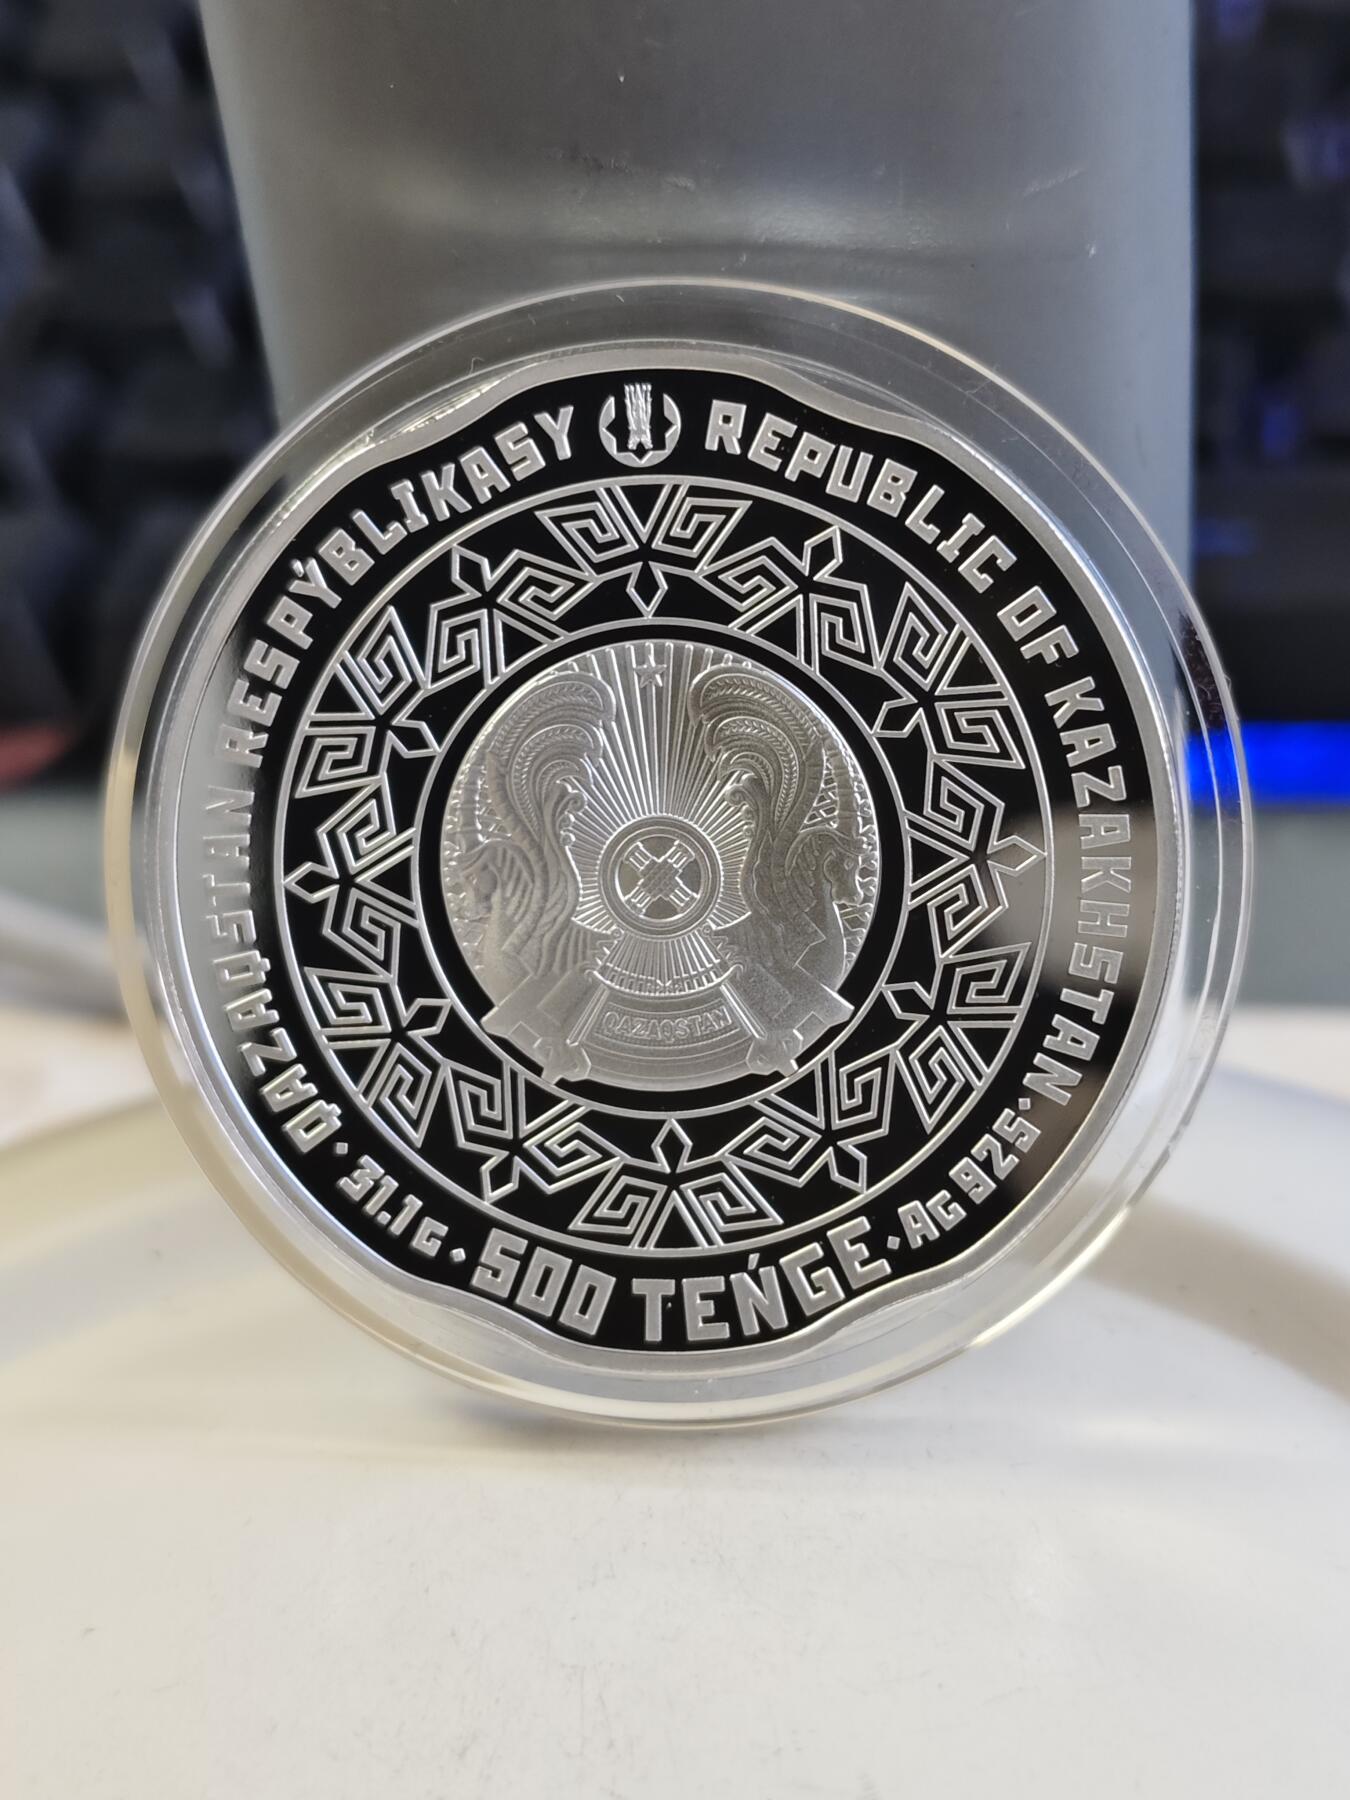 QAZAQSTAN RESPÝBLIKASY
REPUBLIC OF KAZAKHSTAN
QAZAQSTAN
31.1 G
500 TEŃGE
AG 925